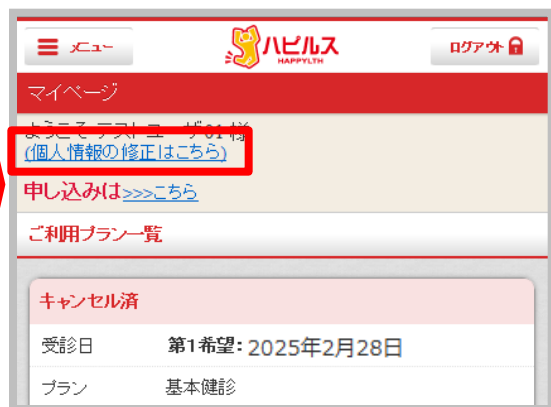 メニュー
ハピルス
HAPPYLTH
ログアウト
マイページ
ようこそ テストユーザ01 様
(個人情報の修正はこちら)
申し込みは>>>こちら
ご利用プラン一覧
キャンセル済
受診日 第1希望: 2025年2月28日
プラン 基本健診